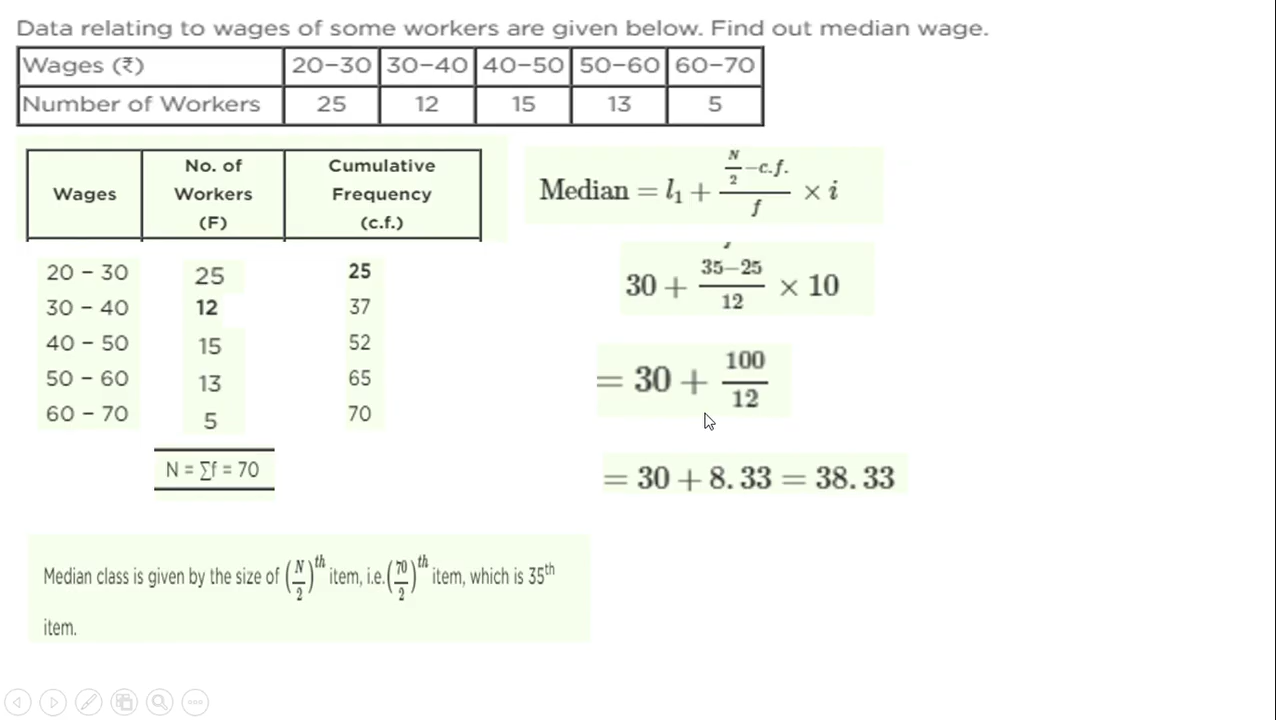 Data relating to wages of some workers are given below. Find out median wage.
Wages (₹) 20–30 30–40 40–50 50–60 60–70
Number of Workers 25 12 15 13 5
Wages No. of Workers (F) Cumulative Frequency (c.f.)
20 – 30 25 25
30 – 40 12 37
40 – 50 15 52
50 – 60 13 65
60 – 70 5 70
N = ∑f = 70
Median = l₁ + (N/2 – c.f.)/f × i
30 + (35–25)/12 × 10
= 30 + 100/12
= 30 + 8.33 = 38.33
Median class is given by the size of (N/2)^th item, i.e. (70/2)^th item, which is 35^th
item.